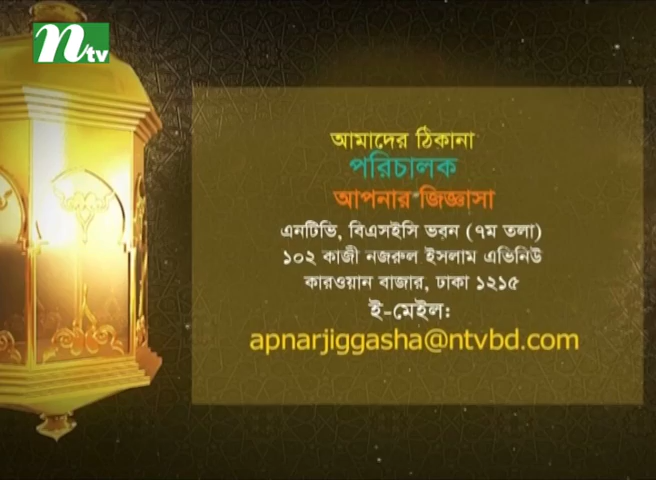 ntv
আমাদের ঠিকানা
পরিচালক
আপনার জিজ্ঞাসা
এনটিভি, বিএসইসি ভবন (৭ম তলা)
১০২ কাজী নজরুল ইসলাম এভিনিউ
কারওয়ান বাজার, ঢাকা ১২১৫
ই-মেইল:
apnarjiggasha@ntvbd.com